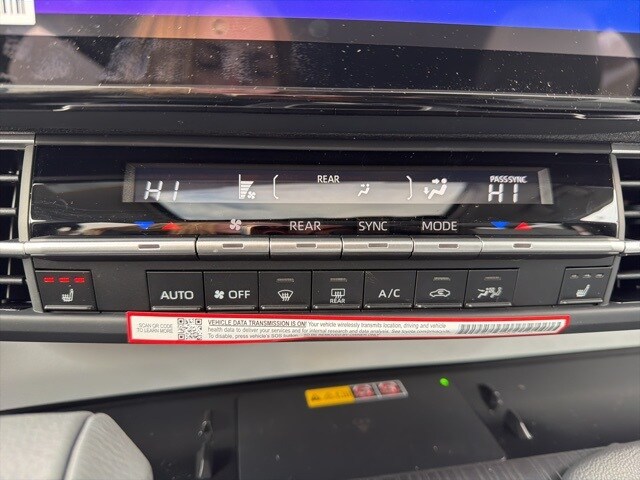 HI REAR PASS SYNC HI
REAR SYNC MODE
AUTO OFF REAR A/C
SCAN QR CODE
TO LEARN MORE
VEHICLE DATA TRANSMISSION IS ON! Your vehicle wirelessly transmits location, driving and vehicle
health data to deliver your services and for internal research and data analysis. See
To disable, press vehicle's SOS button.